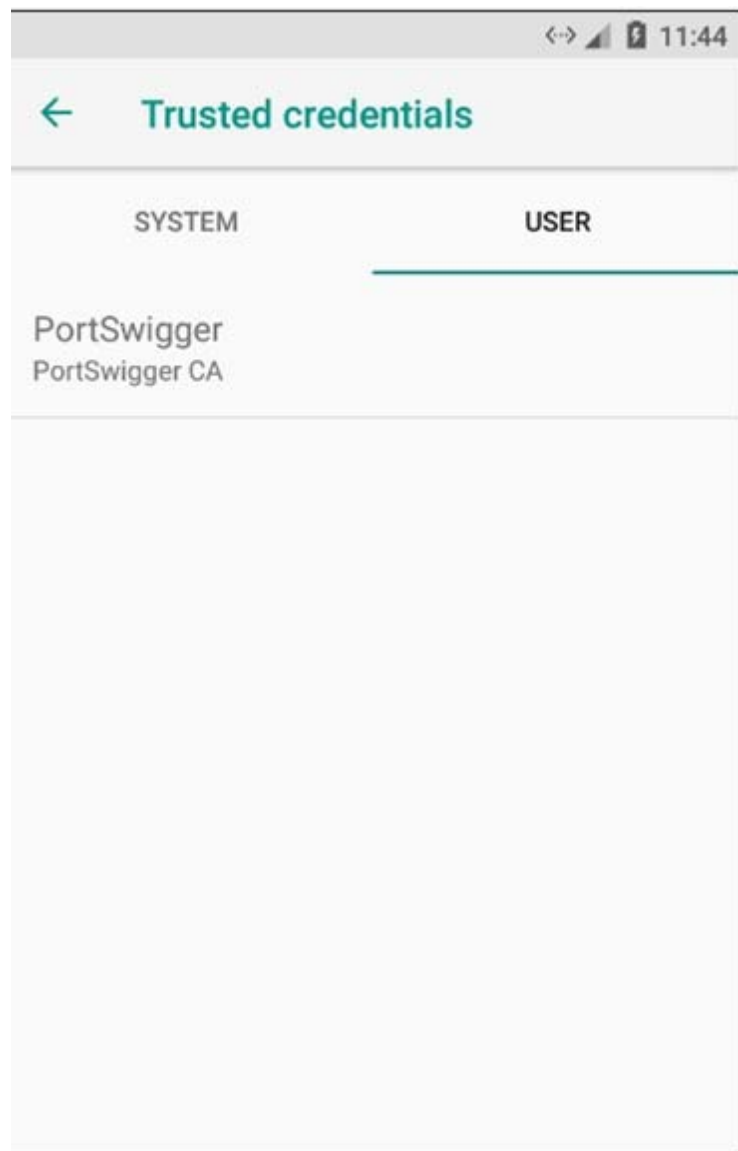 11:44
Trusted credentials
SYSTEM USER
PortSwigger
PortSwigger CA